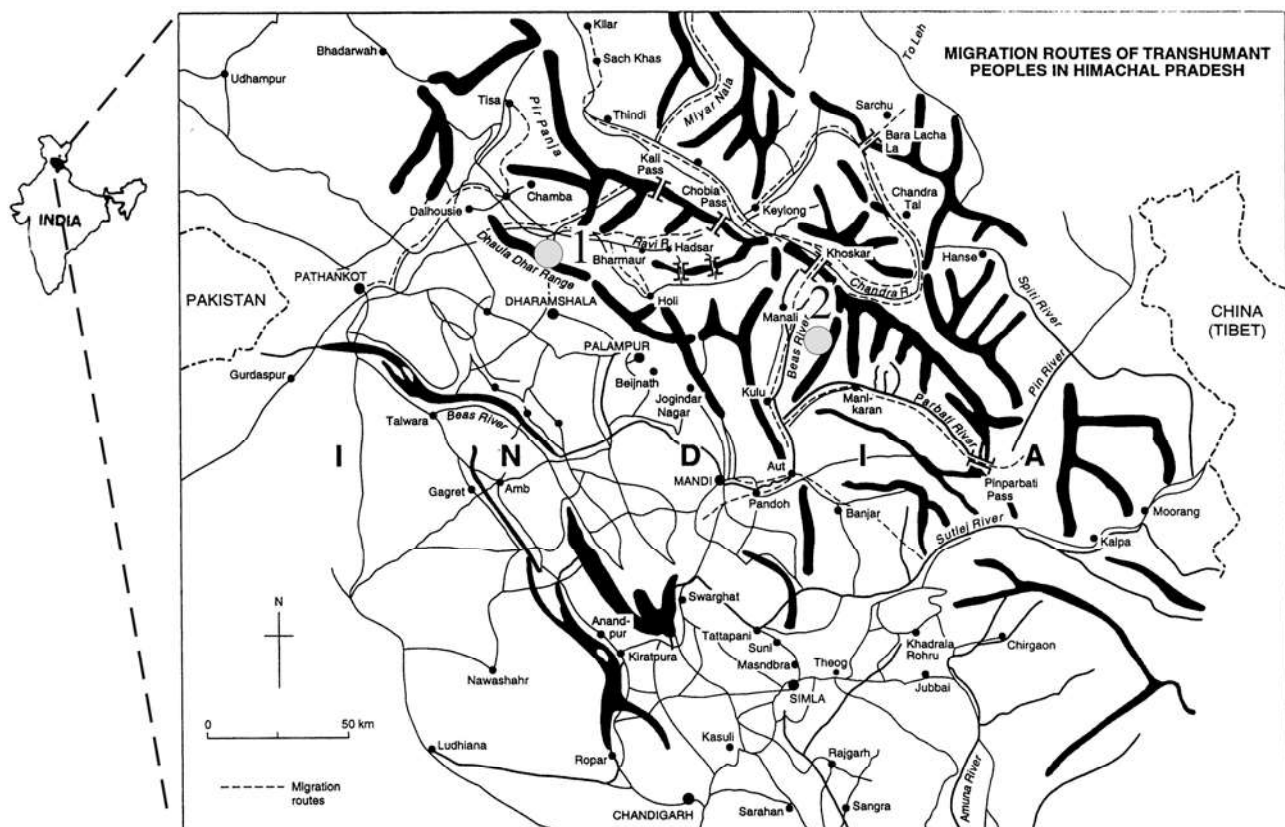 MIGRATION ROUTES OF TRANSHUMANT
PEOPLES IN HIMACHAL PRADESH
Killar
Bhadarwah
Sach Khas
To Leh
Udhampur
Tisa
Pir Panja
Thindi
Miyar Nala
Sarchu
Bara Lacha
La
INDIA
Kali
Pass
Chamba
Chobia
Pass
Chandra
Tal
Dalhousie
Keylong
1
Ravi R.
Hadsar
Khoskar
Hanse
Bharmaur
Dhaula Dhar Range
PATHANKOT
Chandra R.
Spiti River
PAKISTAN
CHINA
(TIBET)
Holi
DHARAMSHALA
Manali
2
PALAMPUR
Beas River
Gurdaspur
Beijnath
Pin River
Jogindar
Nagar
Kulu
Mani-
karan
Parbati River
Talwara
Beas River
I N D I A
Aut
MANDI
Pinparbati
Pass
Gagret
Amb
Pandoh
Banjar
Moorang
Sutlej River
Kalpa
N
Swarghat
Anand-
pur
Tattapani
Suni
Khadrala
Rohru
Chirgaon
Kiratpura
Masndbra
Theog
Nawashahr
SIMLA
Jubbai
0 50 km
Kasuli
Ludhiana
Ropar
Rajgarh
Migration
routes
CHANDIGARH
Sarahan
Sangra
Amuna River